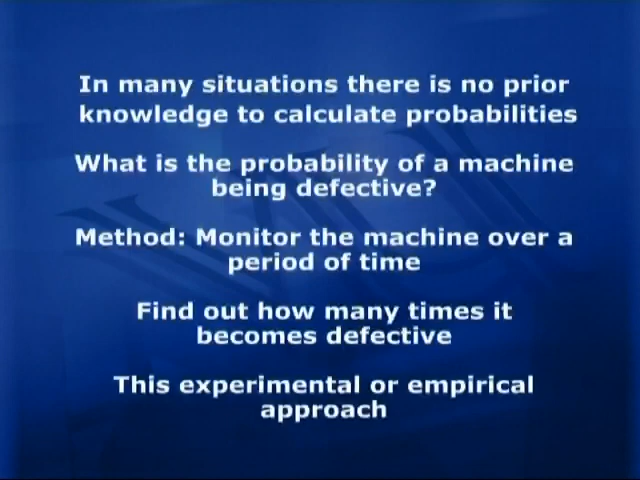 In many situations there is no prior
knowledge to calculate probabilities
What is the probability of a machine
being defective?
Method: Monitor the machine over a
period of time
Find out how many times it
becomes defective
This experimental or empirical
approach